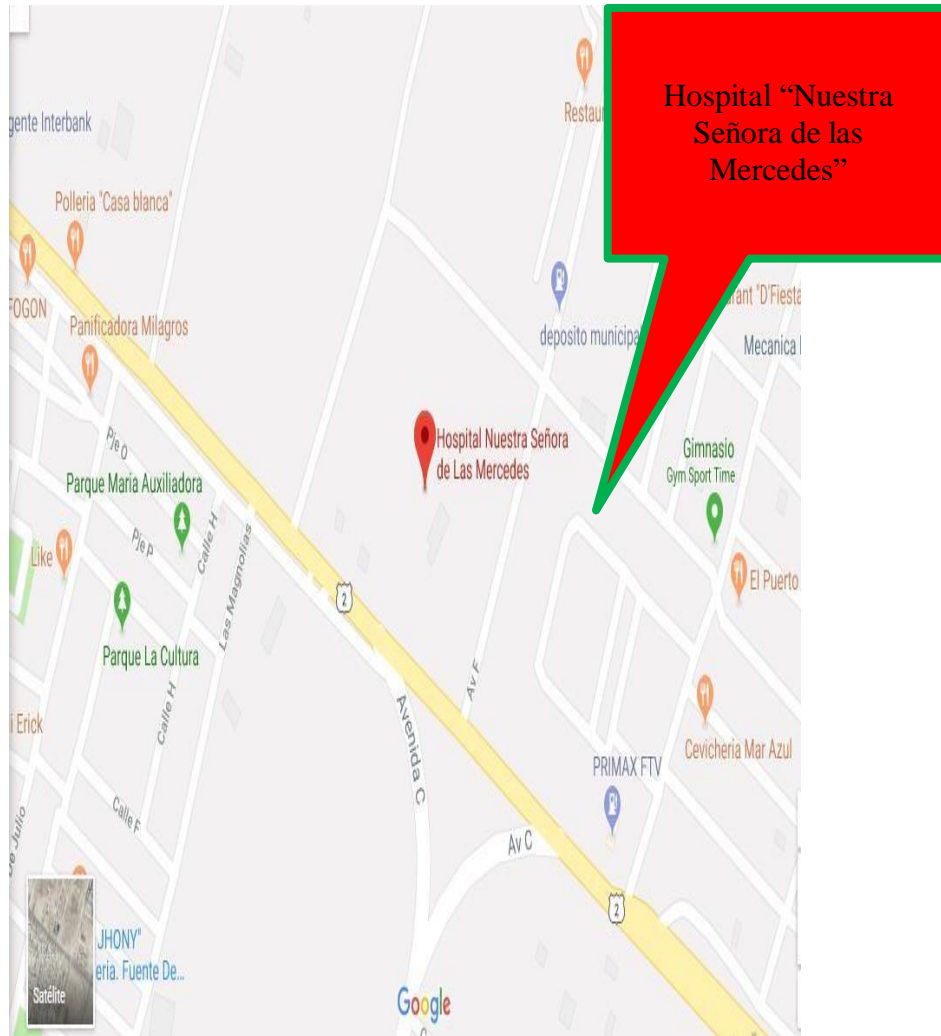 Hospital “Nuestra
Señora de las
Mercedes”
gente Interbank
Restau
Polleria "Casa blanca"
FOGON
Panificadora Milagros
deposito municipa
rant "D'Fiesta
Mecanica
Hospital Nuestra Señora
de Las Mercedes
Gimnasio
Gym Sport Time
Pje O
Parque Maria Auxiliadora
Pje P
Calle H
Las Magnolias
Like
El Puerto
2
Parque La Cultura
Calle H
Av F
Avenida C
i Erick
Cevicheria Mar Azul
PRIMAX FTV
Calle F
De Julio
Av C
2
JHONY"
eria. Fuente De...
Satélite
Google